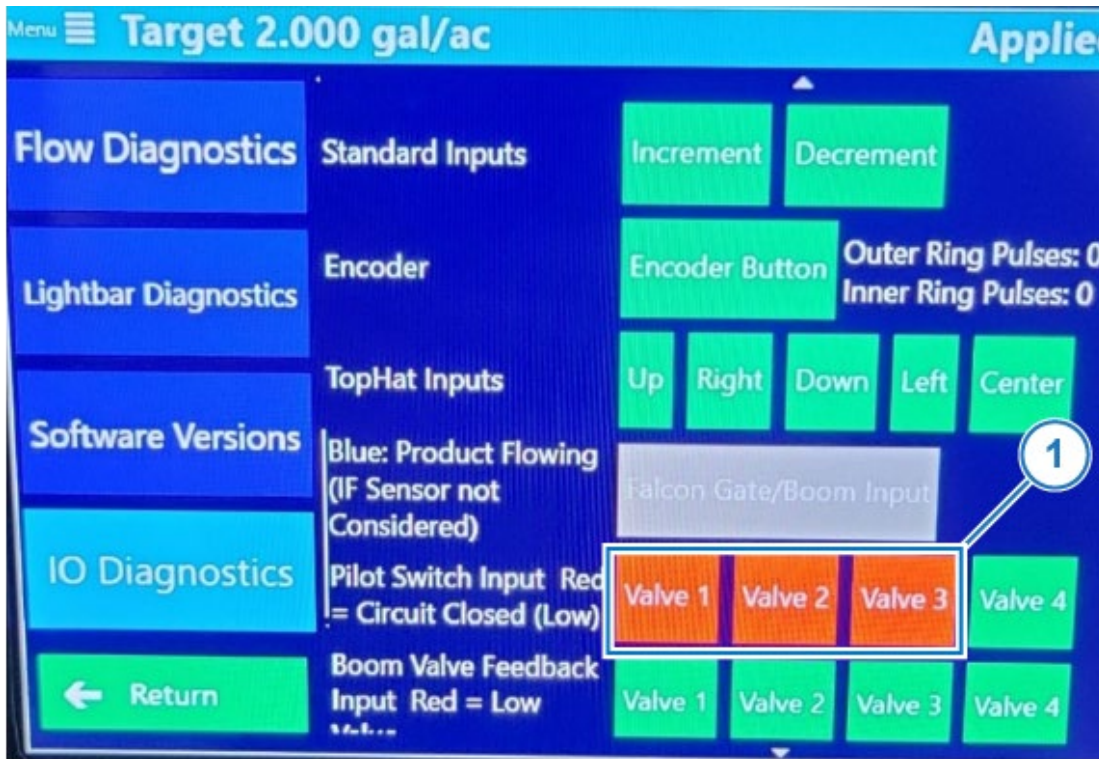 Menu Target 2.000 gal/ac Applie
Flow Diagnostics
Standard Inputs
Increment
Decrement
Lightbar Diagnostics
Encoder
Encoder Button
Outer Ring Pulses: 0
Inner Ring Pulses: 0
TopHat Inputs
Up
Right
Down
Left
Center
Software Versions
Blue: Product Flowing
(IF Sensor not
Considered)
Falcon Gate/Boom Input
1
IO Diagnostics
Pilot Switch Input Red
= Circuit Closed (Low)
Valve 1
Valve 2
Valve 3
Valve 4
Return
Boom Valve Feedback
Input Red = Low
Valve 1
Valve 2
Valve 3
Valve 4